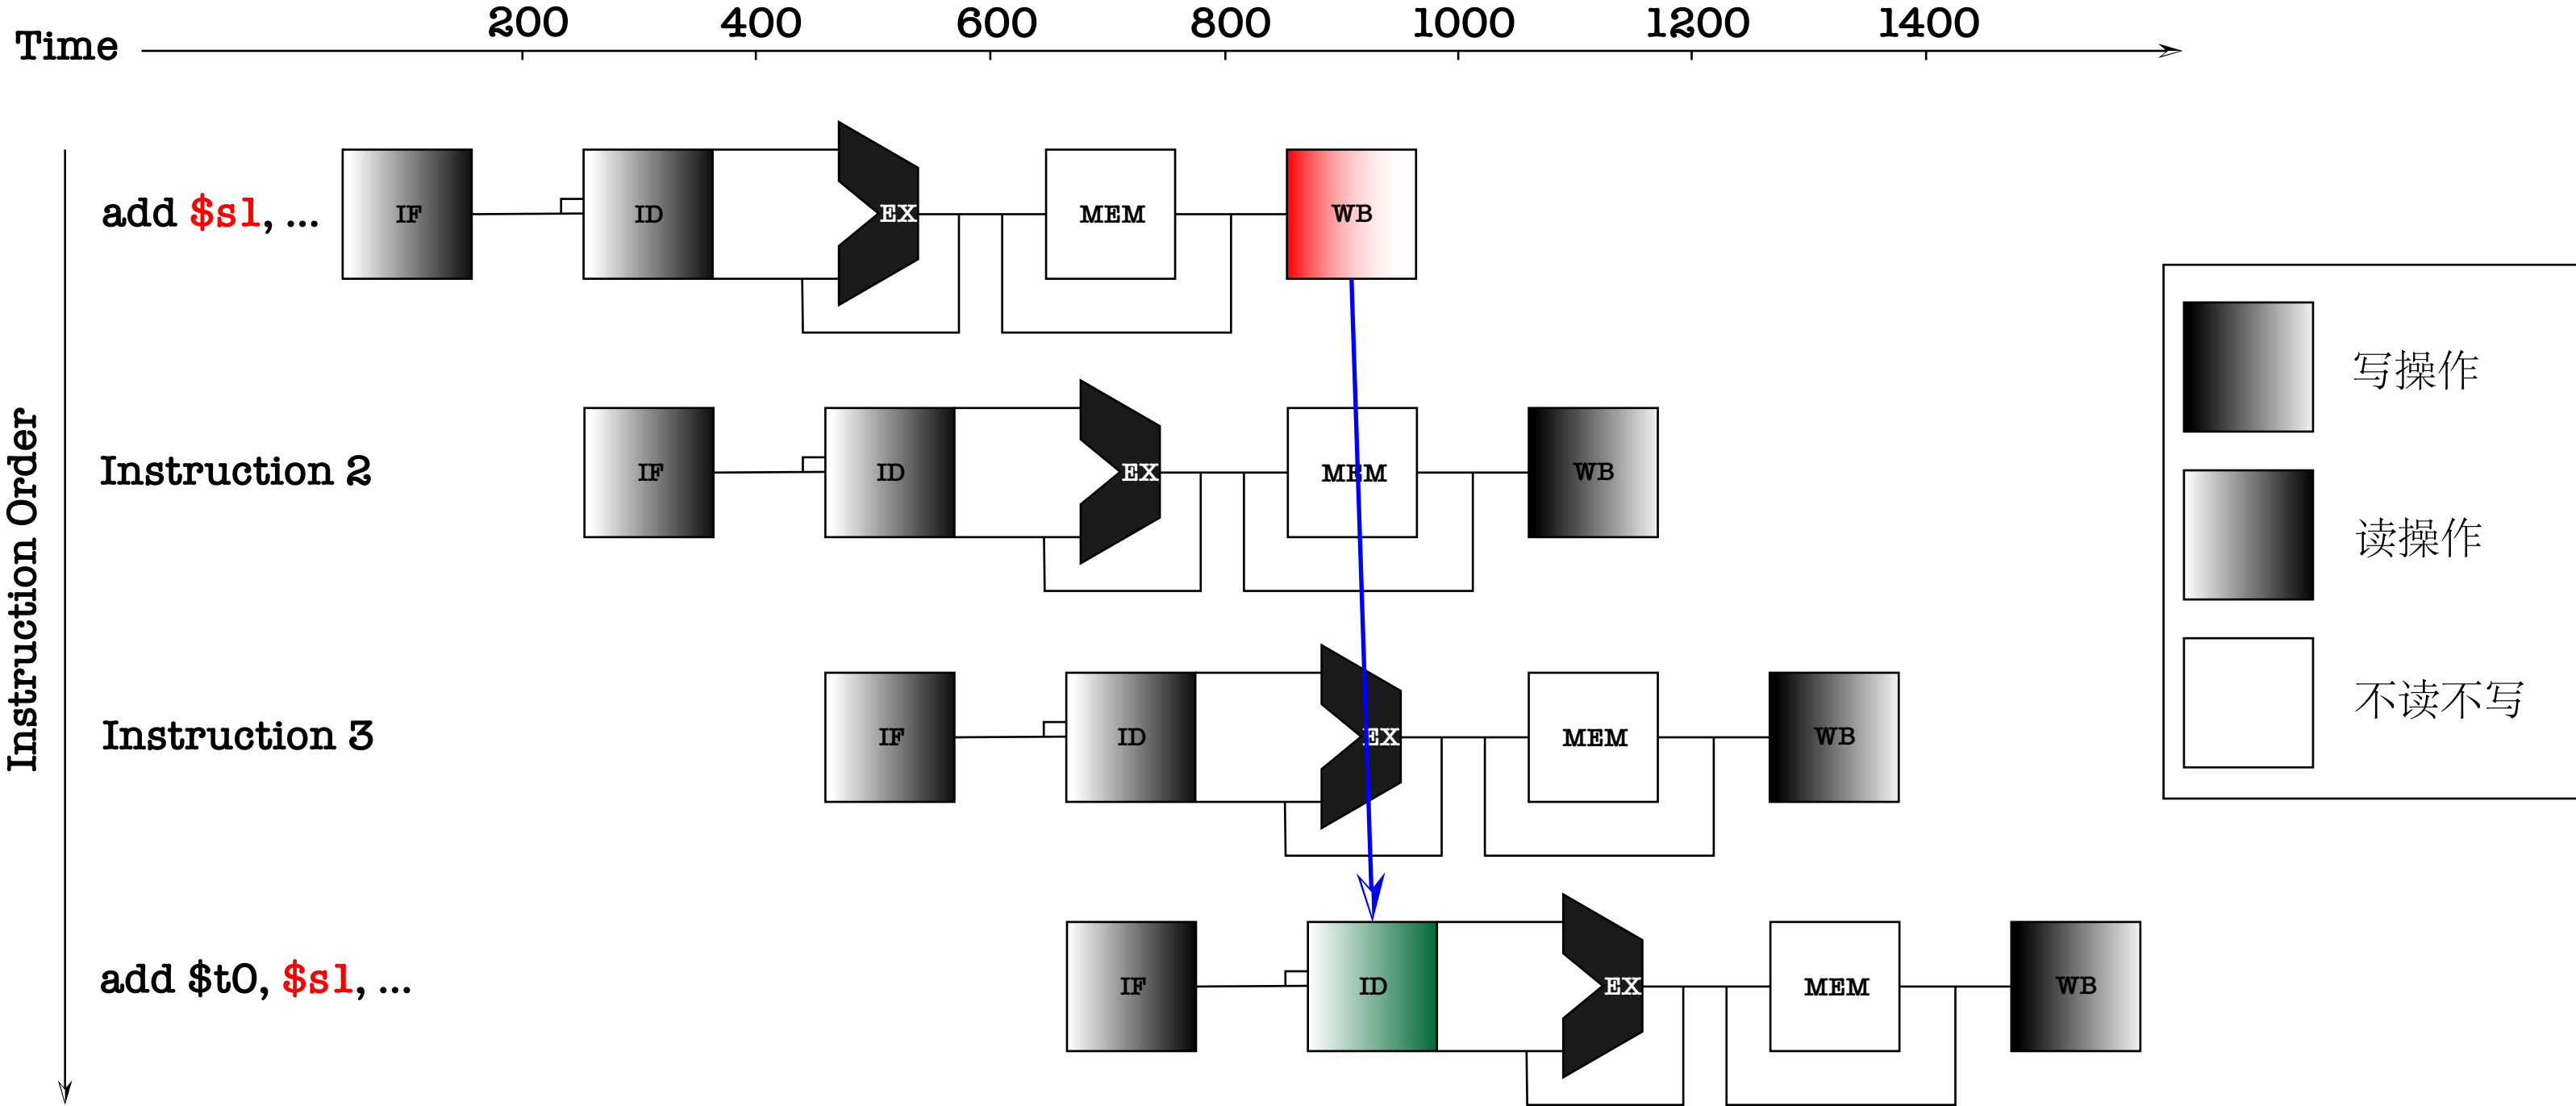 Time 200 400 600 800 1000 1200 1400
Instruction Order
add $s1, ... IF ID EX MEM WB
Instruction 2 IF ID EX MEM WB
Instruction 3 IF ID EX MEM WB
add $t0, $s1, ... IF ID EX MEM WB
写操作
读操作
不读不写